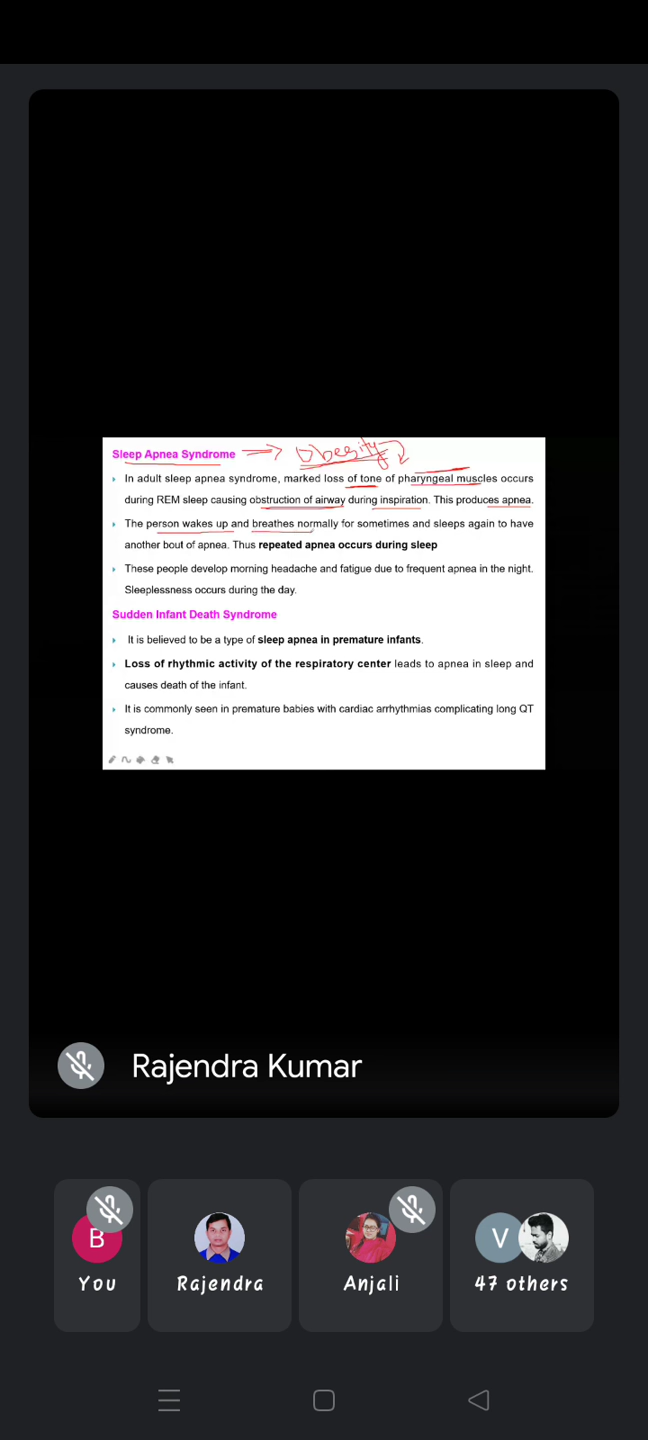 Sleep Apnea Syndrome → Obesity
In adult sleep apnea syndrome, marked loss of tone of pharyngeal muscles occurs
during REM sleep causing obstruction of airway during inspiration. This produces apnea.
The person wakes up and breathes normally for sometimes and sleeps again to have
another bout of apnea. Thus repeated apnea occurs during sleep
These people develop morning headache and fatigue due to frequent apnea in the night.
Sleeplessness occurs during the day.
Sudden Infant Death Syndrome
It is believed to be a type of sleep apnea in premature infants.
Loss of rhythmic activity of the respiratory center leads to apnea in sleep and
causes death of the infant.
It is commonly seen in premature babies with cardiac arrhythmias complicating long QT
syndrome.
Rajendra Kumar
B V
You Rajendra Anjali 47 others